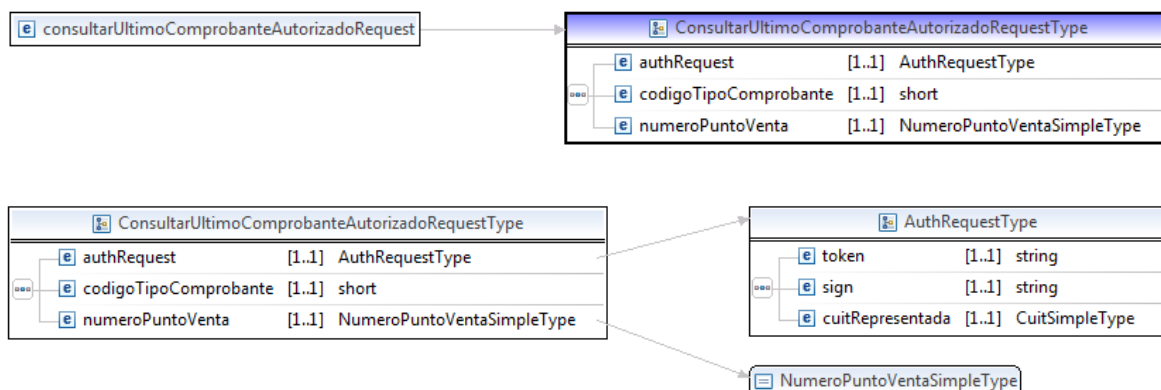 consultarUltimoComprobanteAutorizadoRequest
ConsultarUltimoComprobanteAutorizadoRequestType
authRequest [1..1] AuthRequestType
codigoTipoComprobante [1..1] short
numeroPuntoVenta [1..1] NumeroPuntoVentaSimpleType
ConsultarUltimoComprobanteAutorizadoRequestType
authRequest [1..1] AuthRequestType
codigoTipoComprobante [1..1] short
numeroPuntoVenta [1..1] NumeroPuntoVentaSimpleType
AuthRequestType
token [1..1] string
sign [1..1] string
cuitRepresentada [1..1] CuitSimpleType
NumeroPuntoVentaSimpleType